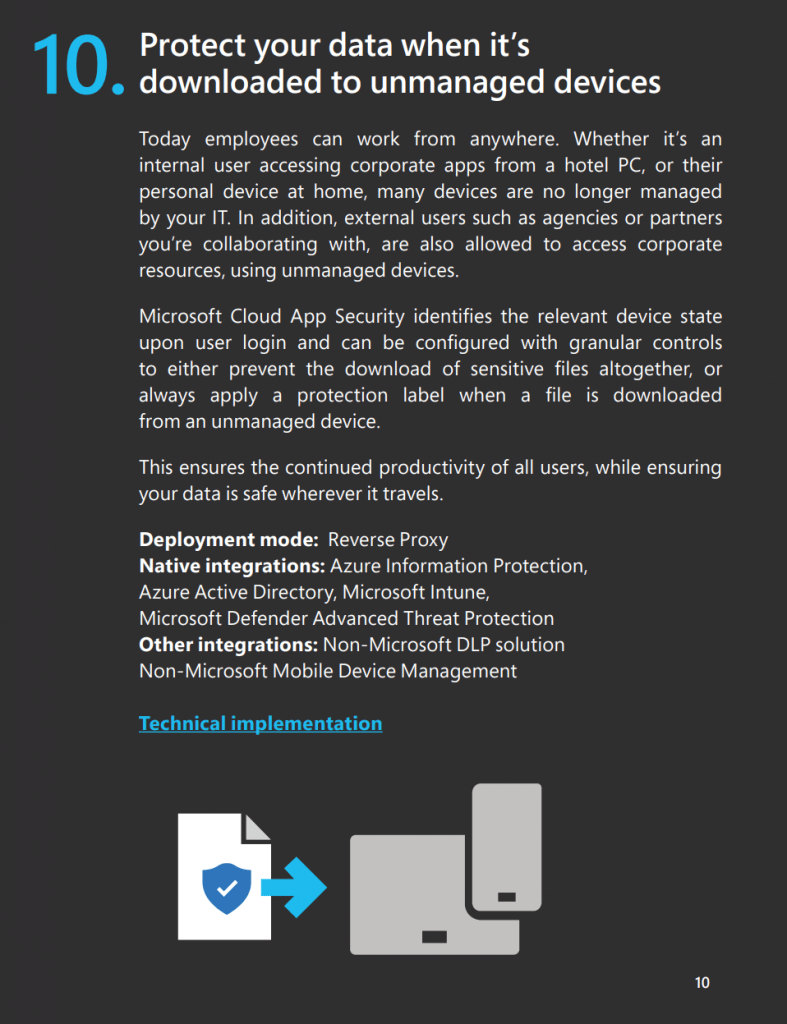 10.
Protect your data when it’s
downloaded to unmanaged devices
Today employees can work from anywhere. Whether it’s an
internal user accessing corporate apps from a hotel PC, or their
personal device at home, many devices are no longer managed
by your IT. In addition, external users such as agencies or partners
you’re collaborating with, are also allowed to access corporate
resources, using unmanaged devices.
Microsoft Cloud App Security identifies the relevant device state
upon user login and can be configured with granular controls
to either prevent the download of sensitive files altogether, or
always apply a protection label when a file is downloaded
from an unmanaged device.
This ensures the continued productivity of all users, while ensuring
your data is safe wherever it travels.
Deployment mode: Reverse Proxy
Native integrations: Azure Information Protection,
Azure Active Directory, Microsoft Intune,
Microsoft Defender Advanced Threat Protection
Other integrations: Non-Microsoft DLP solution
Non-Microsoft Mobile Device Management
Technical implementation
10